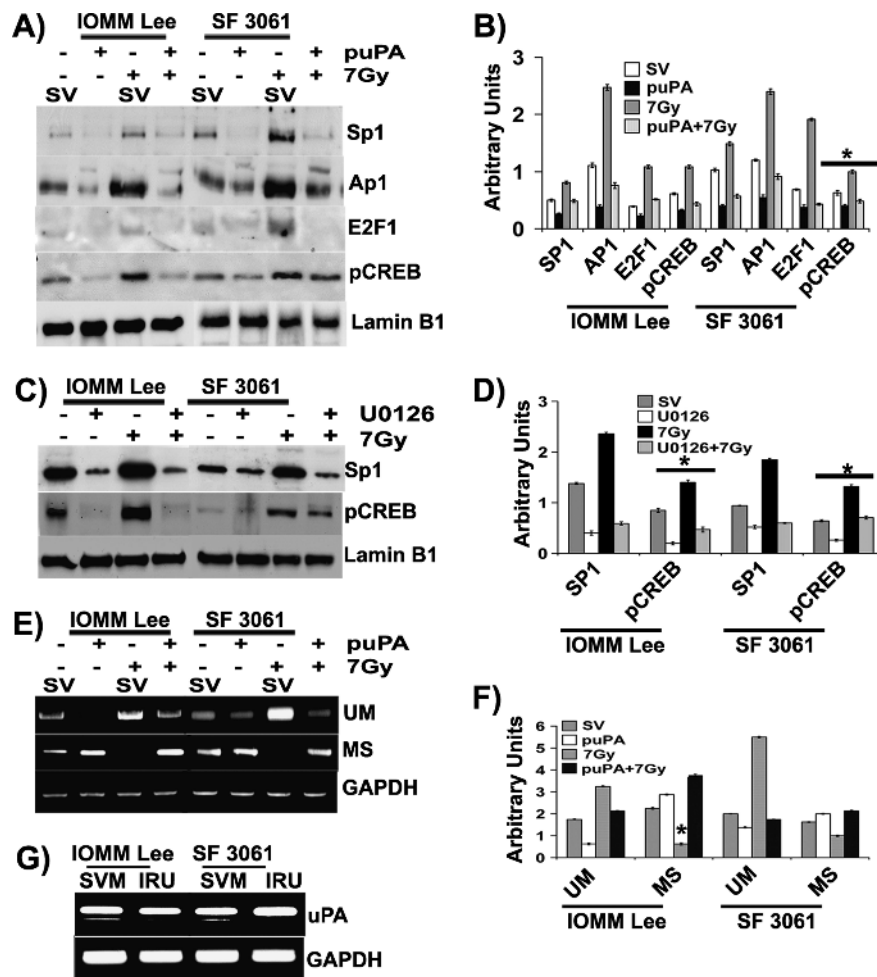 A)
IOMM Lee SF 3061
- + - + - + - + puPA
- - + + - - + + 7Gy
SV SV SV SV
Sp1
Ap1
E2F1
pCREB
Lamin B1
B)
Arbitrary Units
3
2
1
0
SV
puPA
7Gy
puPA+7Gy
*
SP1 AP1 E2F1 pCREB SP1 AP1 E2F1 pCREB
IOMM Lee SF 3061
C)
IOMM Lee SF 3061
- + - + - + - + U0126
- - + + - - + + 7Gy
Sp1
pCREB
Lamin B1
D)
Arbitrary Units
3
2
1
0
SV
U0126
7Gy
U0126+7Gy
* *
SP1 pCREB SP1 pCREB
IOMM Lee SF 3061
E)
IOMM Lee SF 3061
- + - + - + - + puPA
- - + + - - + + 7Gy
SV SV SV SV
UM
MS
GAPDH
F)
Arbitrary Units
6
5
4
3
2
1
0
SV
puPA
7Gy
puPA+7Gy
*
UM MS UM MS
IOMM Lee SF 3061
G)
IOMM Lee SF 3061
SVM IRU SVM IRU
uPA
GAPDH